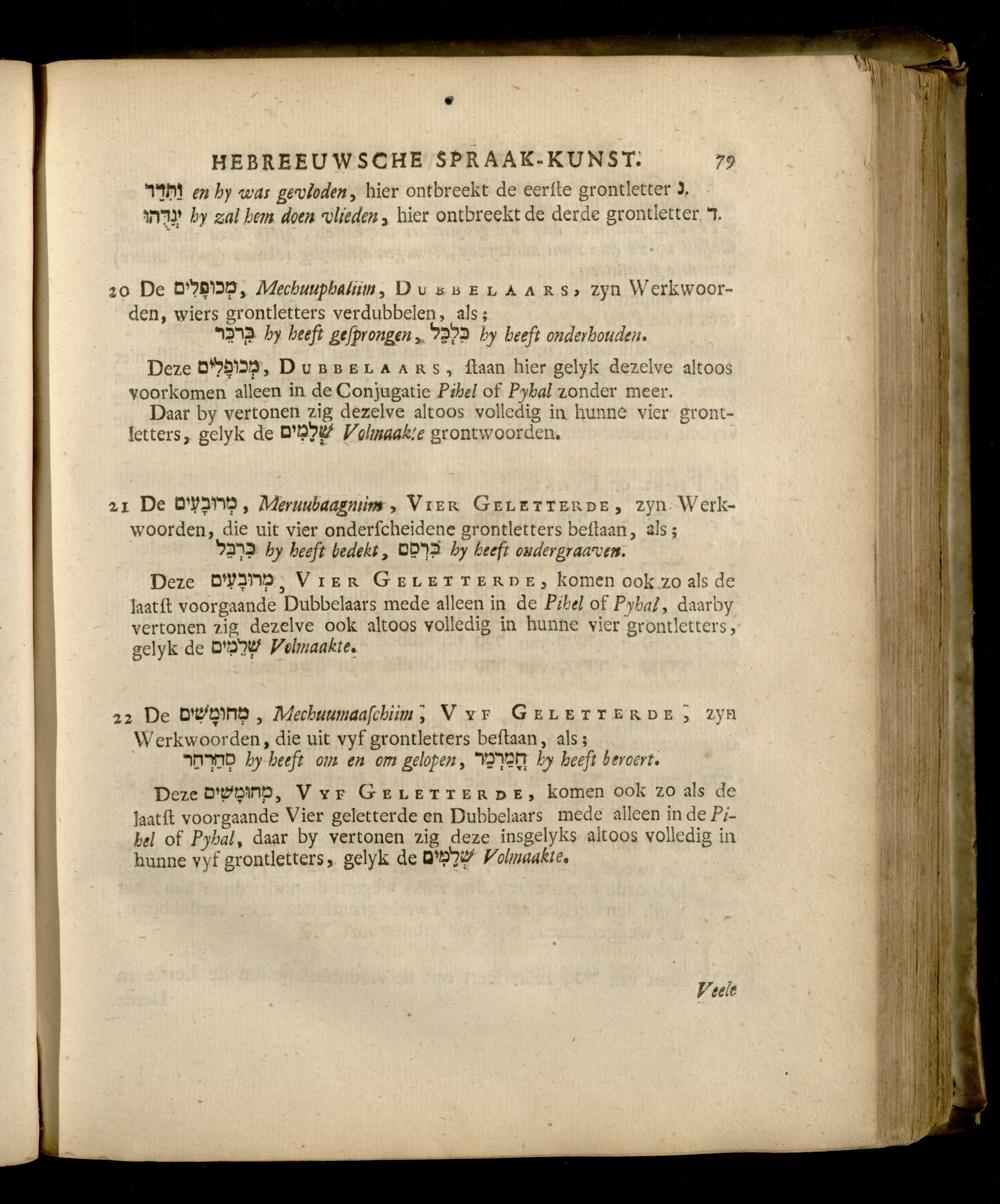 HEBREEUWSCHE SPRAAK-KUNST. 79
וַתִּדַּד en hy was gevloden, hier ontbreekt de eerſte grontletter נ.
יְנִדֻּהוּ hy zal hem doen vlieden, hier ontbreekt de derde grontletter ד.
20 De מְכוּפָּלִים, Mechuuphaliim, DUBBELAARS, zyn Werkwoor-
den, wiers grontletters verdubbelen, als;
כִּרְכֵּר hy heeft geſprongen, כִּלְכֵּל hy heeft onderhouden.
Deze מְכוּפָּלִים, DUBBELAARS, ſtaan hier gelyk dezelve altoos
voorkomen alleen in de Conjugatie Pihel of Pyhal zonder meer.
Daar by vertonen zig dezelve altoos volledig in hunne vier gront-
letters, gelyk de שְׁלֵמִים Volmaakte grontwoorden.
21 De מְרוּבָּעִים, Meruubaagniim, VIER GELETTERDE, zyn Werk-
woorden, die uit vier onderſcheidene grontletters beſtaan, als;
כִּרְבֵּל hy heeft bedekt, כִּרְסֵם hy heeft ondergraaven.
Deze מְרוּבָּעִים, VIER GELETTERDE, komen ook zo als de
laatſt voorgaande Dubbelaars mede alleen in de Pihel of Pyhal, daarby
vertonen zig dezelve ook altoos volledig in hunne vier grontletters,
gelyk de שְׁלֵמִים Volmaakte.
22 De מְחוּמָּשִׁים, Mechuumaaſchiim, VYF GELETTERDE, zyn
Werkwoorden, die uit vyf grontletters beſtaan, als;
סְחַרְחַר hy heeft om en om gelopen, חֳמַרְמַר hy heeft beroert.
Deze מְחוּמָּשִׁים, VYF GELETTERDE, komen ook zo als de
laatſt voorgaande Vier geletterde en Dubbelaars mede alleen in de Pi-
hel of Pyhal, daar by vertonen zig deze insgelyks altoos volledig in
hunne vyf grontletters, gelyk de שְׁלֵמִים Volmaakte.
Veele